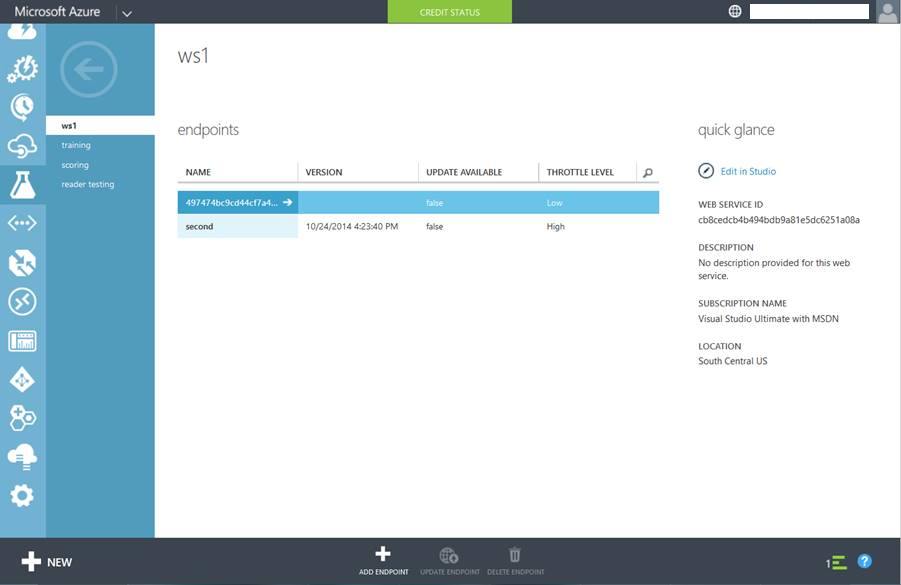 Microsoft Azure
CREDIT STATUS
ws1
training
scoring
reader testing
ws1
endpoints
NAME VERSION UPDATE AVAILABLE THROTTLE LEVEL
497474bc9cd44cf7a4... false Low
second 10/24/2014 4:23:40 PM false High
quick glance
Edit in Studio
WEB SERVICE ID
cb8cedcb4b494bdb9a81e5dc6251a08a
DESCRIPTION
No description provided for this web
service.
SUBSCRIPTION NAME
Visual Studio Ultimate with MSDN
LOCATION
South Central US
NEW
ADD ENDPOINT UPDATE ENDPOINT DELETE ENDPOINT
1
?